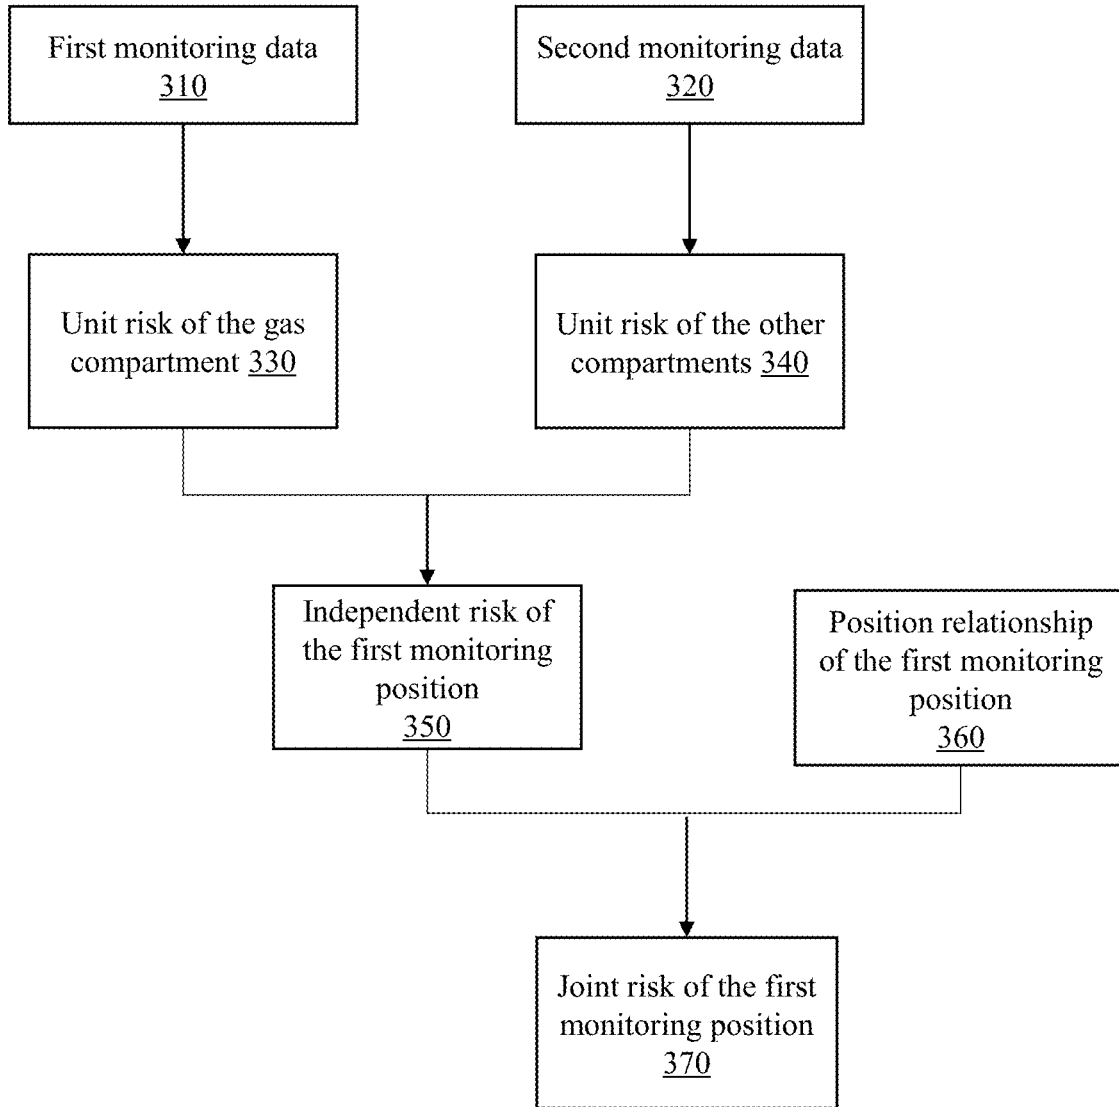 First monitoring data
310
Second monitoring data
320
Unit risk of the gas
compartment 330
Unit risk of the other
compartments 340
Independent risk of
the first monitoring
position
350
Position relationship
of the first monitoring
position
360
Joint risk of the first
monitoring position
370